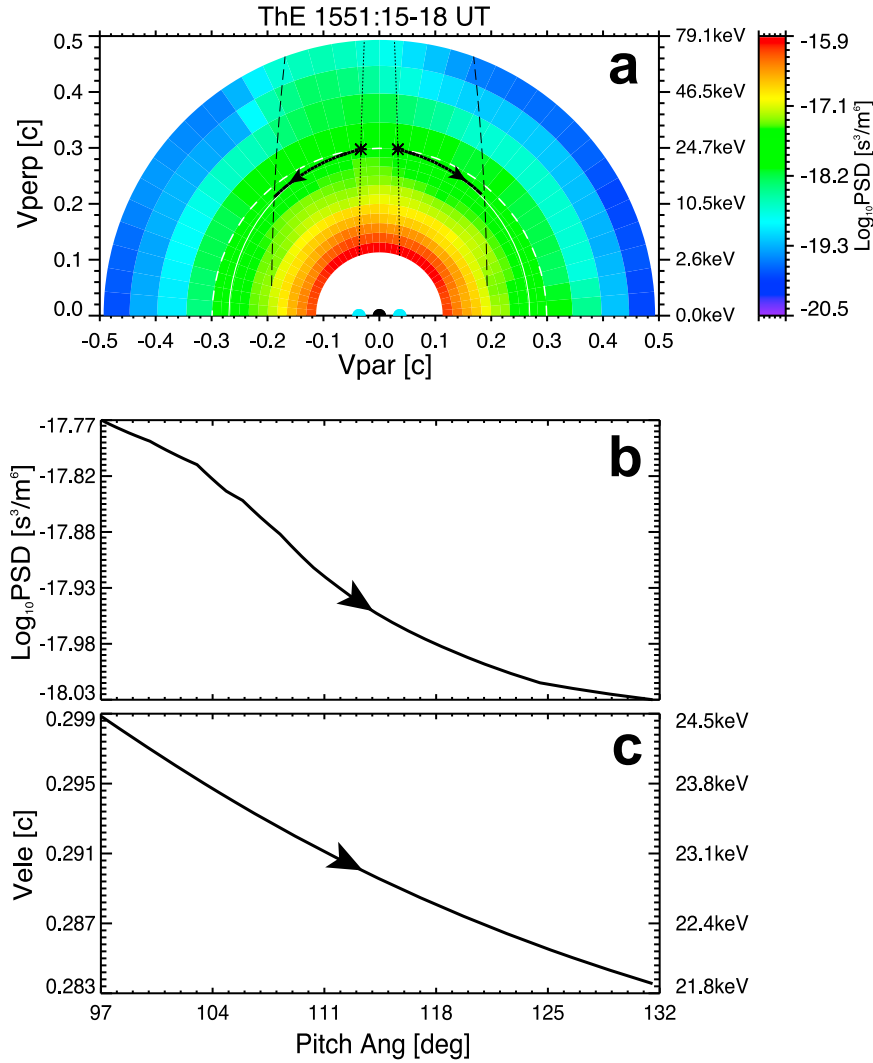 ThE 1551:15-18 UT
a
Vperp [c]
0.5
0.4
0.3
0.2
0.1
0.0
79.1keV
46.5keV
24.7keV
10.5keV
2.6keV
0.0keV
-0.5 -0.4 -0.3 -0.2 -0.1 0.0 0.1 0.2 0.3 0.4 0.5
Vpar [c]
-15.9
-17.1
-18.2
-19.3
-20.5
Log₁₀PSD [s³/m⁶]
b
Log₁₀PSD [s³/m⁶]
-17.77
-17.82
-17.88
-17.93
-17.98
-18.03
c
Vele [c]
0.299
0.295
0.291
0.287
0.283
24.5keV
23.8keV
23.1keV
22.4keV
21.8keV
97 104 111 118 125 132
Pitch Ang [deg]